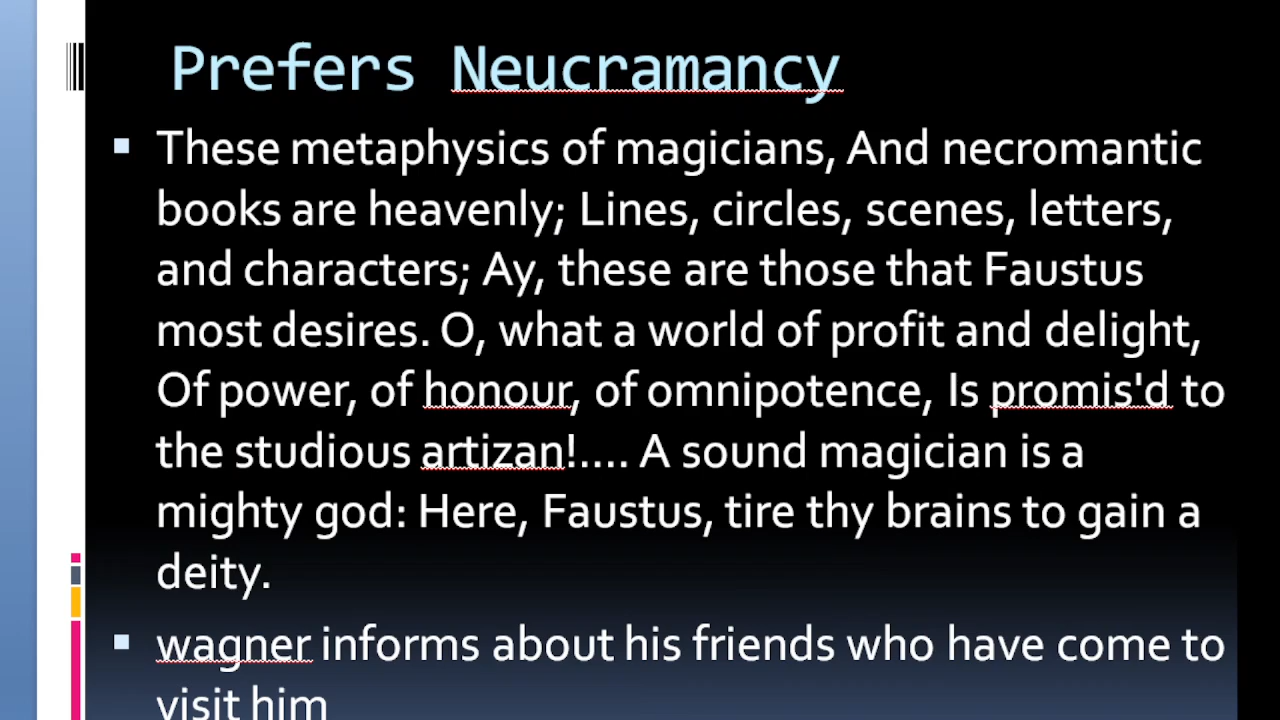 Prefers Neucramancy
These metaphysics of magicians, And necromantic
books are heavenly; Lines, circles, scenes, letters,
and characters; Ay, these are those that Faustus
most desires. O, what a world of profit and delight,
Of power, of honour, of omnipotence, Is promis'd to
the studious artizan!.... A sound magician is a
mighty god: Here, Faustus, tire thy brains to gain a
deity.
wagner informs about his friends who have come to
visit him